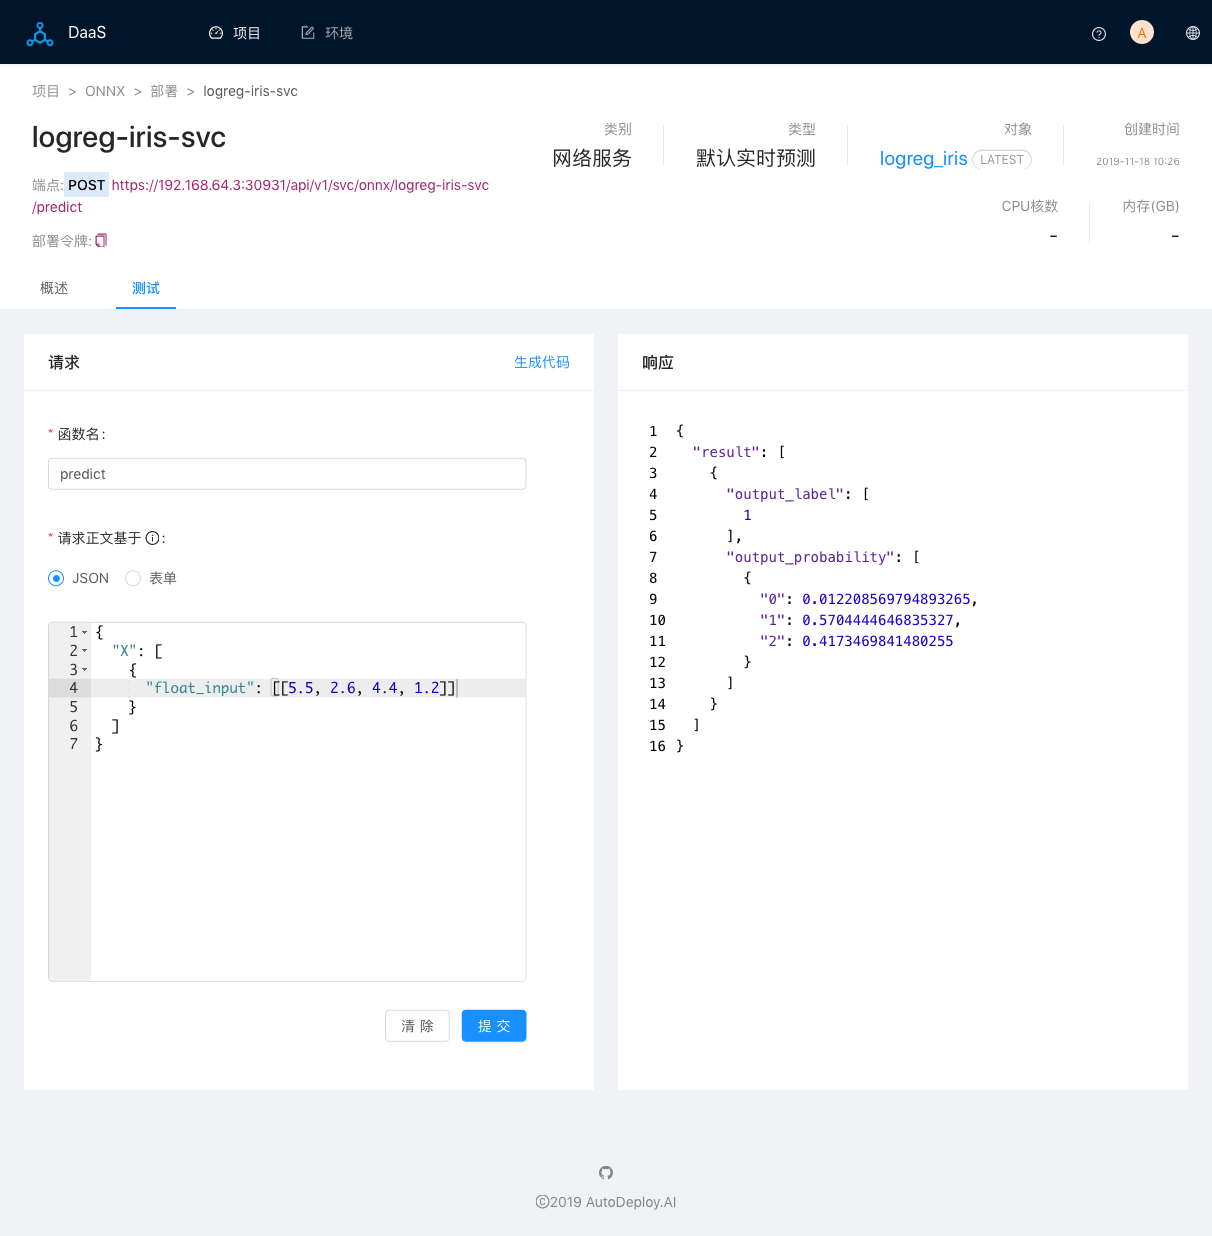 DaaS 项目 环境 A
项目 > ONNX > 部署 > logreg-iris-svc
logreg-iris-svc
端点: POST https://192.168.64.3:30931/api/v1/svc/onnx/logreg-iris-svc
/predict
部署令牌:
类别
网络服务
类型
默认实时预测
对象
logreg_iris LATEST
创建时间
2019-11-18 10:26
CPU核数
-
内存(GB)
-
概述 测试
请求 生成代码
* 函数名:
predict
* 请求正文基于 :
JSON 表单
1 {
2 "X": [
3 {
4 "float_input": [[5.5, 2.6, 4.4, 1.2]]
5 }
6 ]
7 }
清 除 提 交
响应
1 {
2 "result": [
3 {
4 "output_label": [
5 1
6 ],
7 "output_probability": [
8 {
9 "0": 0.012208569794893265,
10 "1": 0.5704444646835327,
11 "2": 0.4173469841480255
12 }
13 ]
14 }
15 ]
16 }
©2019 AutoDeploy.AI